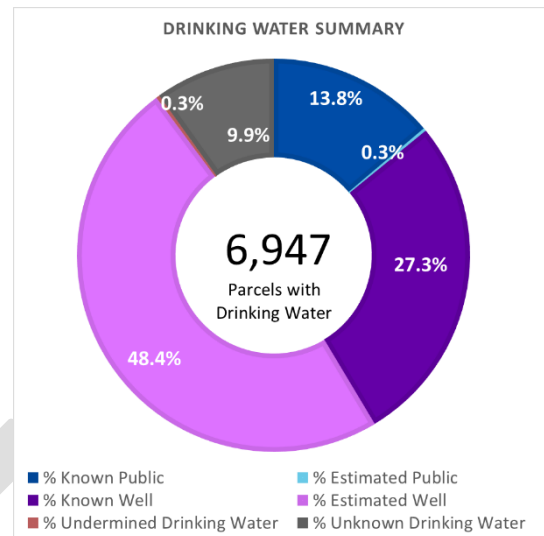 DRINKING WATER SUMMARY
0.3%
13.8%
9.9%
0.3%
6,947
Parcels with
Drinking Water
27.3%
48.4%
% Known Public
% Estimated Public
% Known Well
% Estimated Well
% Undermined Drinking Water
% Unknown Drinking Water